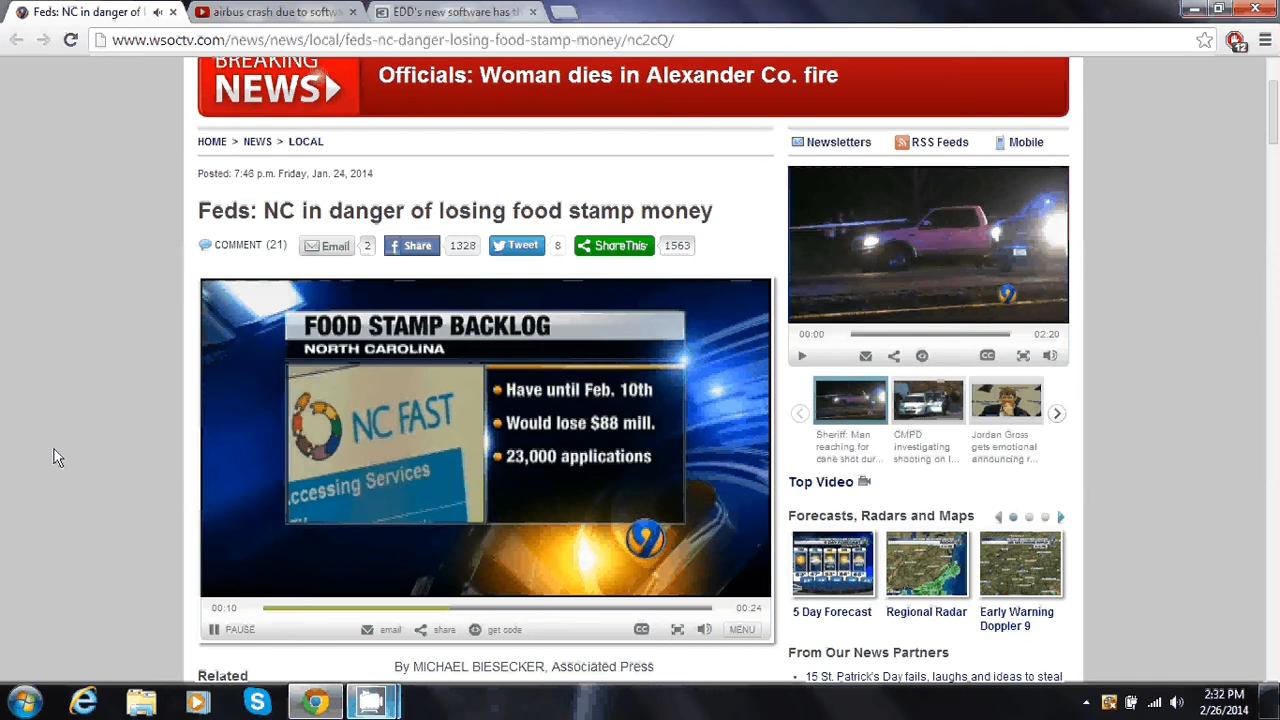 Feds: NC in danger of l
airbus crash due to softw
EDD's new software has th
www.wsoctv.com/news/news/local/feds-nc-danger-losing-food-stamp-money/nc2cQ/
12
BREAKING
NEWS
Officials: Woman dies in Alexander Co. fire
HOME > NEWS > LOCAL
Newsletters
RSS Feeds
Mobile
Posted: 7:46 p.m. Friday, Jan. 24, 2014
Feds: NC in danger of losing food stamp money
COMMENT (21)
Email
2
Share
1328
Tweet
8
ShareThis
1563
FOOD STAMP BACKLOG
NORTH CAROLINA
NC FAST
ccessing Services
Have until Feb. 10th
Would lose $88 mill.
23,000 applications
9
00:10
00:24
PAUSE
email
share
get code
CC
MENU
Related
By MICHAEL BIESECKER, Associated Press
9
00:00
02:20
CC
Sheriff: Man
reaching for
cane shot dur...
CMPD
investigating
shooting on I...
Jordan Gross
gets emotional
announcing r...
Top Video
Forecasts, Radars and Maps
5 Day Forecast
Regional Radar
Early Warning
Doppler 9
From Our News Partners
15 St. Patrick's Day fails, laughs and ideas to steal
2:32 PM
2/26/2014